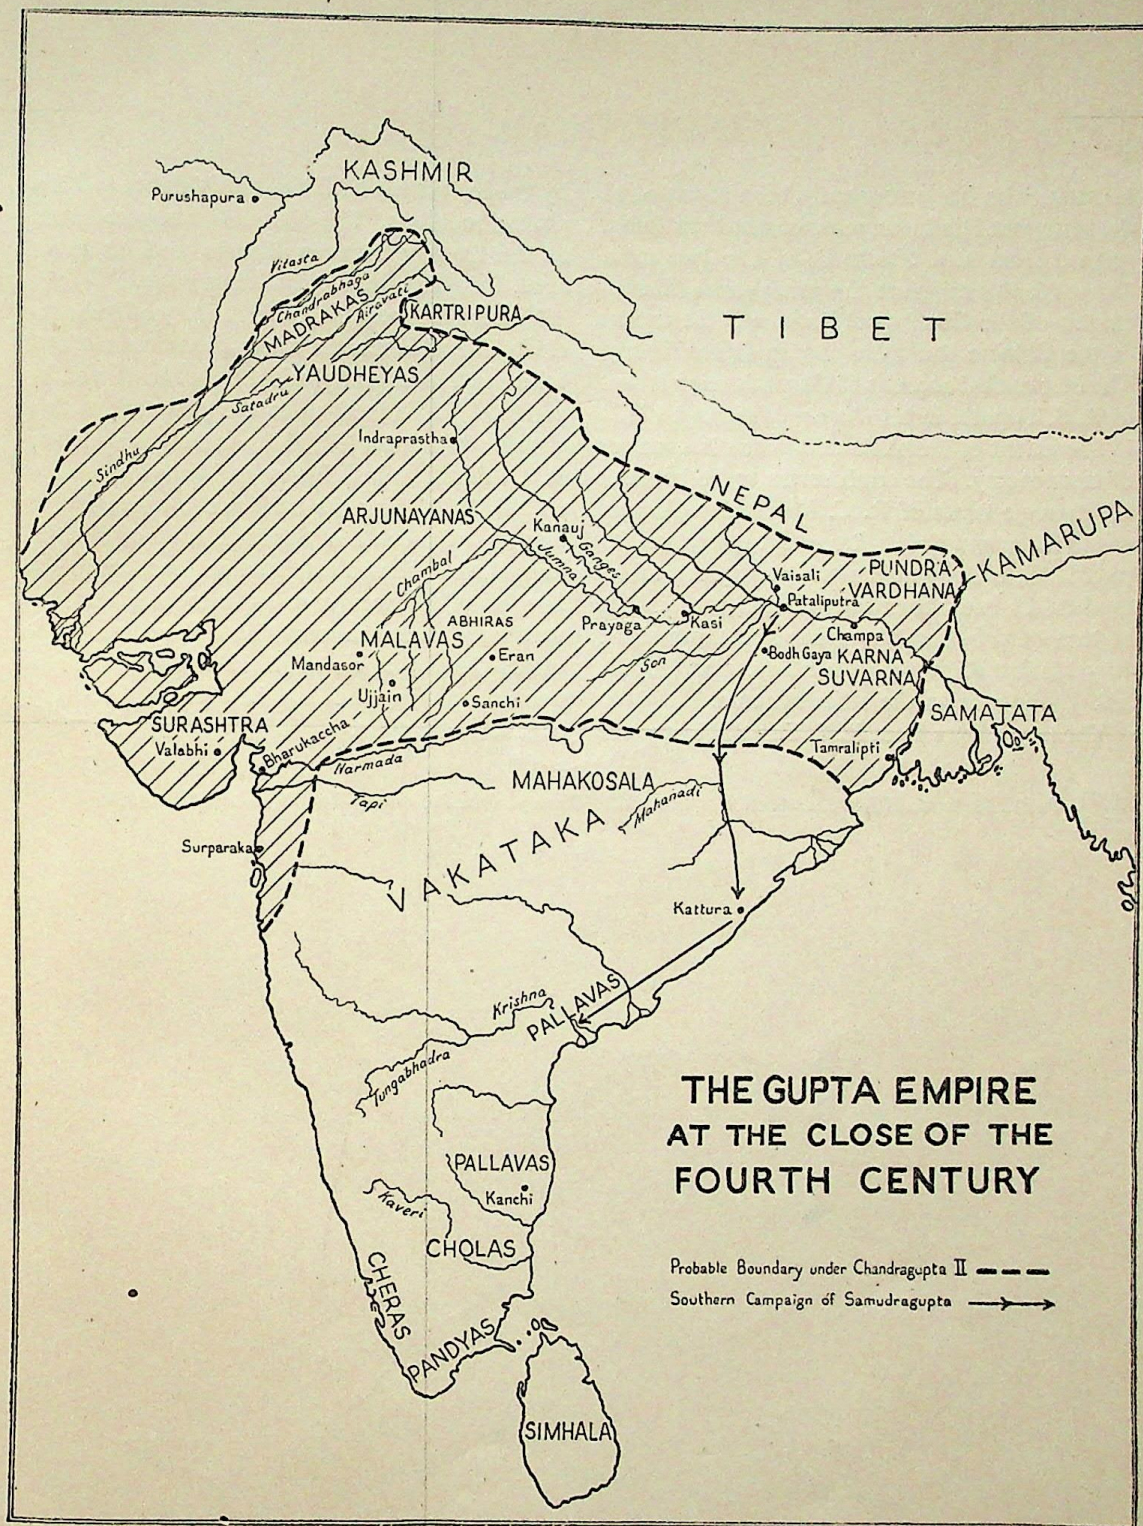 KASHMIR
Purushapura
Vitasta
Chandrabhaga
Airavati
MADRAKAS
KARTRIPURA
TIBET
YAUDHEYAS
Satadru
Indraprastha
Sindhu
NEPAL
ARJUNAYANAS
Kanauj
Ganges
Jumna
KAMARUPA
Chambal
Vaisali
PUNDRA
VARDHANA
Pataliputra
ABHIRAS
Prayaga
Kasi
Champa
MALAVAS
Mandasor
Eran
Son
Bodh Gaya
KARNA
SUVARNA
Ujjain
Sanchi
SURASHTRA
Valabhi
Bharukaccha
SAMATATA
Tamralipti
Narmada
Tapi
MAHAKOSALA
Mahanadi
VAKATAKA
Surparaka
Kattura
Krishna
PALLAVAS
Tungabhadra
THE GUPTA EMPIRE
AT THE CLOSE OF THE
FOURTH CENTURY
PALLAVAS
Kanchi
Kaveri
CHOLAS
Probable Boundary under Chandragupta II
Southern Campaign of Samudragupta
CHERAS
PANDYAS
SIMHALA